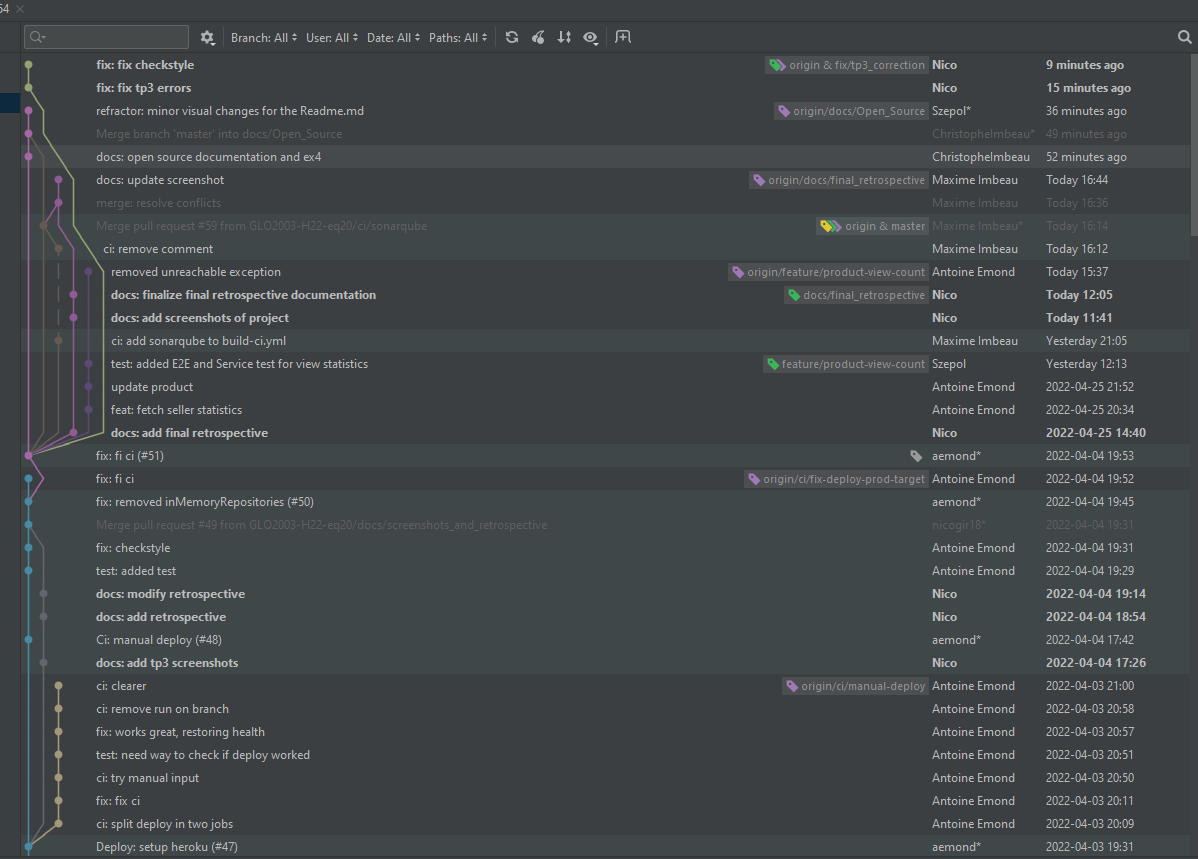 54 ×
Branch: All User: All Date: All Paths: All
fix: fix checkstyle origin & fix/tp3_correction Nico 9 minutes ago
fix: fix tp3 errors Nico 15 minutes ago
refractor: minor visual changes for the Readme.md origin/docs/Open_Source Szepol* 36 minutes ago
Merge branch 'master' into docs/Open_Source ChristopheImbeau* 49 minutes ago
docs: open source documentation and ex4 ChristopheImbeau 52 minutes ago
docs: update screenshot origin/docs/final_retrospective Maxime Imbeau Today 16:44
merge: resolve conflicts Maxime Imbeau Today 16:36
Merge pull request #59 from GLO2003-H22-eq20/ci/sonarqube origin & master Maxime Imbeau* Today 16:14
ci: remove comment Maxime Imbeau Today 16:12
removed unreachable exception origin/feature/product-view-count Antoine Emond Today 15:37
docs: finalize final retrospective documentation docs/final_retrospective Nico Today 12:05
docs: add screenshots of project Nico Today 11:41
ci: add sonarqube to build-ci.yml Maxime Imbeau Yesterday 21:05
test: added E2E and Service test for view statistics feature/product-view-count Szepol Yesterday 12:13
update product Antoine Emond 2022-04-25 21:52
feat: fetch seller statistics Antoine Emond 2022-04-25 20:34
docs: add final retrospective Nico 2022-04-25 14:40
fix: fi ci (#51) aemond* 2022-04-04 19:53
fix: fi ci origin/ci/fix-deploy-prod-target Antoine Emond 2022-04-04 19:52
fix: removed inMemoryRepositories (#50) aemond* 2022-04-04 19:45
Merge pull request #49 from GLO2003-H22-eq20/docs/screenshots_and_retrospective nicogir18* 2022-04-04 19:31
fix: checkstyle Antoine Emond 2022-04-04 19:31
test: added test Antoine Emond 2022-04-04 19:29
docs: modify retrospective Nico 2022-04-04 19:14
docs: add retrospective Nico 2022-04-04 18:54
Ci: manual deploy (#48) aemond* 2022-04-04 17:42
docs: add tp3 screenshots Nico 2022-04-04 17:26
ci: clearer origin/ci/manual-deploy Antoine Emond 2022-04-03 21:00
ci: remove run on branch Antoine Emond 2022-04-03 20:58
fix: works great, restoring health Antoine Emond 2022-04-03 20:57
test: need way to check if deploy worked Antoine Emond 2022-04-03 20:51
ci: try manual input Antoine Emond 2022-04-03 20:50
fix: fix ci Antoine Emond 2022-04-03 20:11
ci: split deploy in two jobs Antoine Emond 2022-04-03 20:09
Deploy: setup heroku (#47) aemond* 2022-04-03 19:31